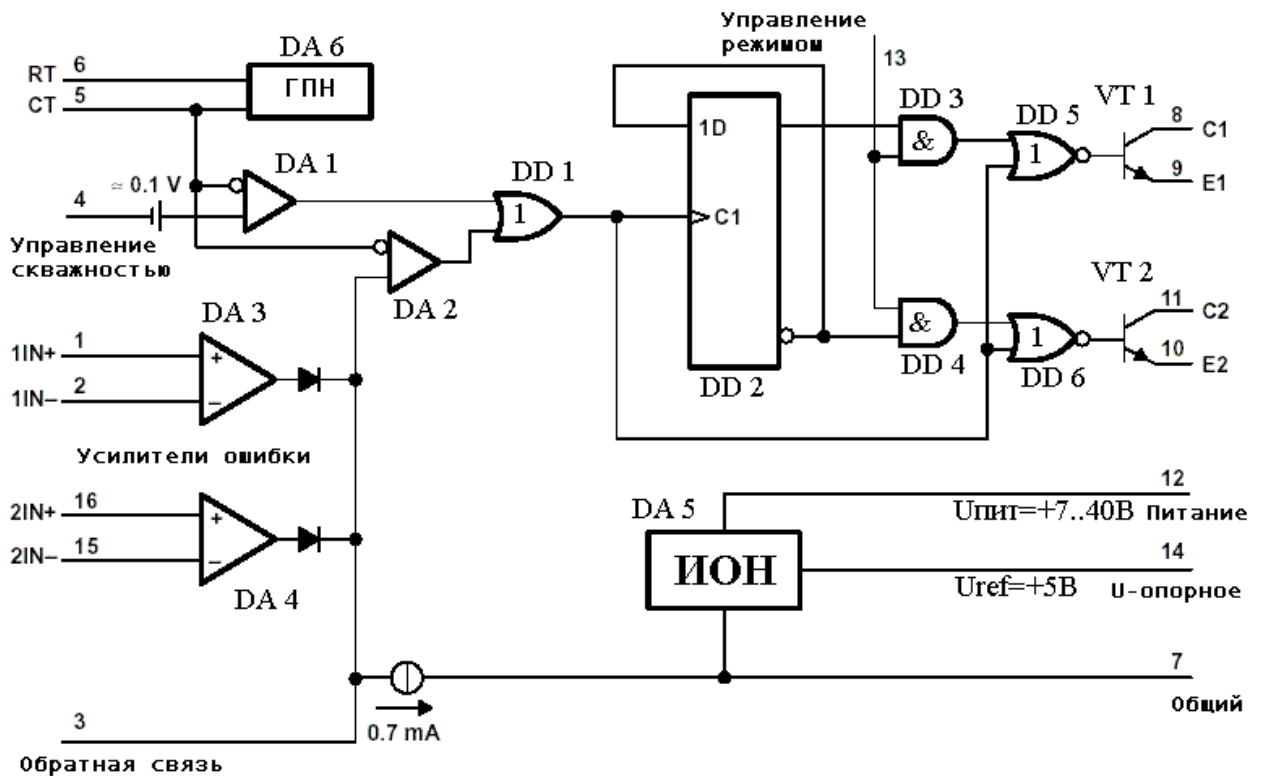 Управление
режимом
13
DA 6
6
RT
ГПН
5
CT
DD 3
VT 1
8
C1
1D
&
DD 5
1
9
E1
DA 1
≈ 0.1 V
4
DD 1
1
C1
Управление
скважностью
DA 2
VT 2
11
C2
DA 3
1
1IN+
+
2
1IN–
–
&
DD 4
1
DD 6
10
E2
DD 2
Усилители ошибки
16
2IN+
+
15
2IN–
–
DA 4
DA 5
ИОН
12
Uпит=+7..40В Питание
14
Uref=+5В U-опорное
7
Общий
0.7 mA
3
Обратная связь